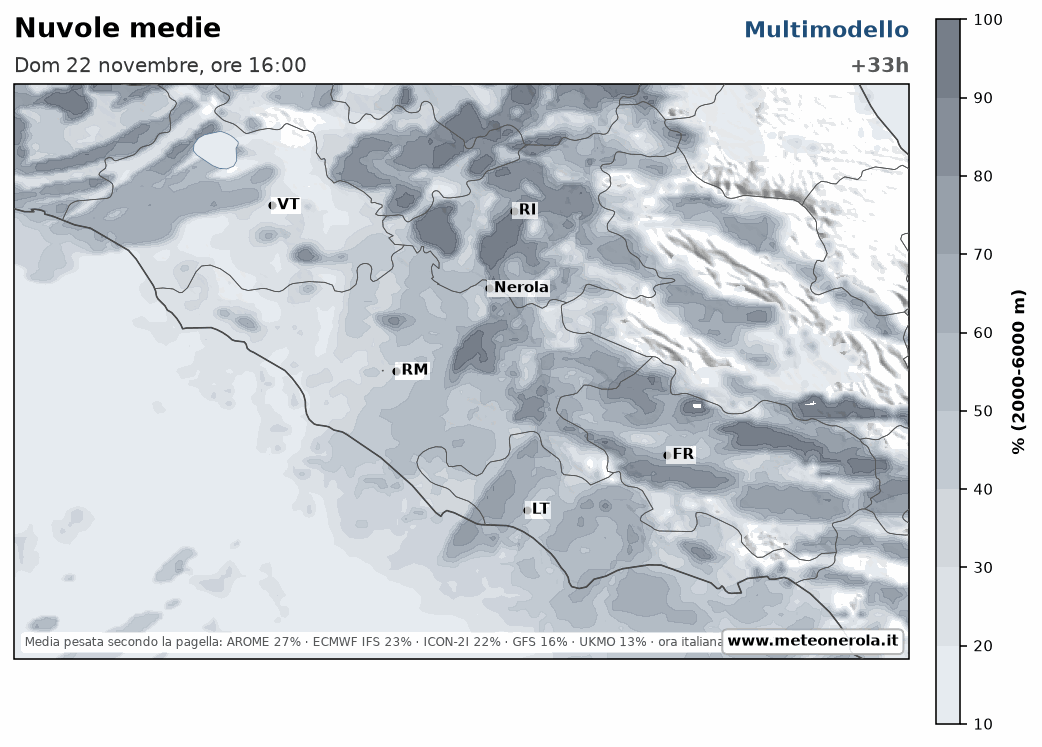 Nuvole medie
Multimodello
Dom 22 novembre, ore 16:00
+33h
VT
RI
Nerola
RM
FR
LT
Media pesata secondo la pagella: AROME 27% · ECMWF IFS 23% · ICON-2I 22% · GFS 16% · UKMO 13% · ora italiana
www.meteonerola.it
100
90
80
70
60
50
40
30
20
10
% (2000-6000 m)